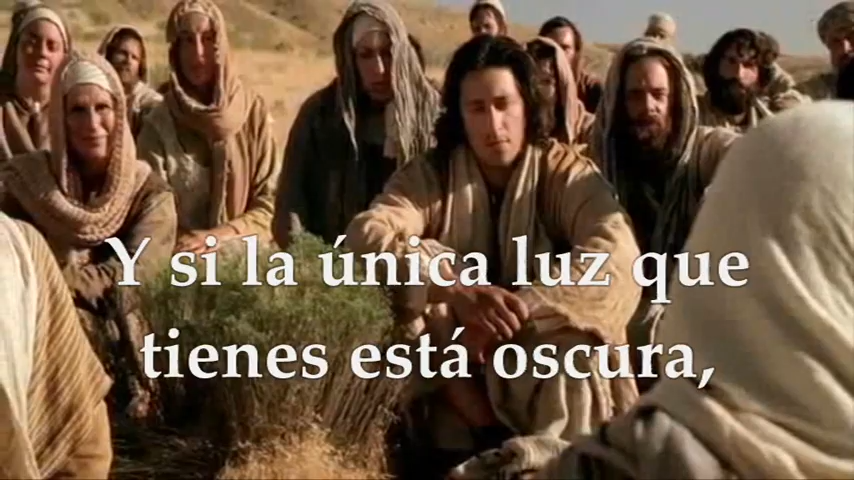 Y si la única luz que
tienes está oscura,